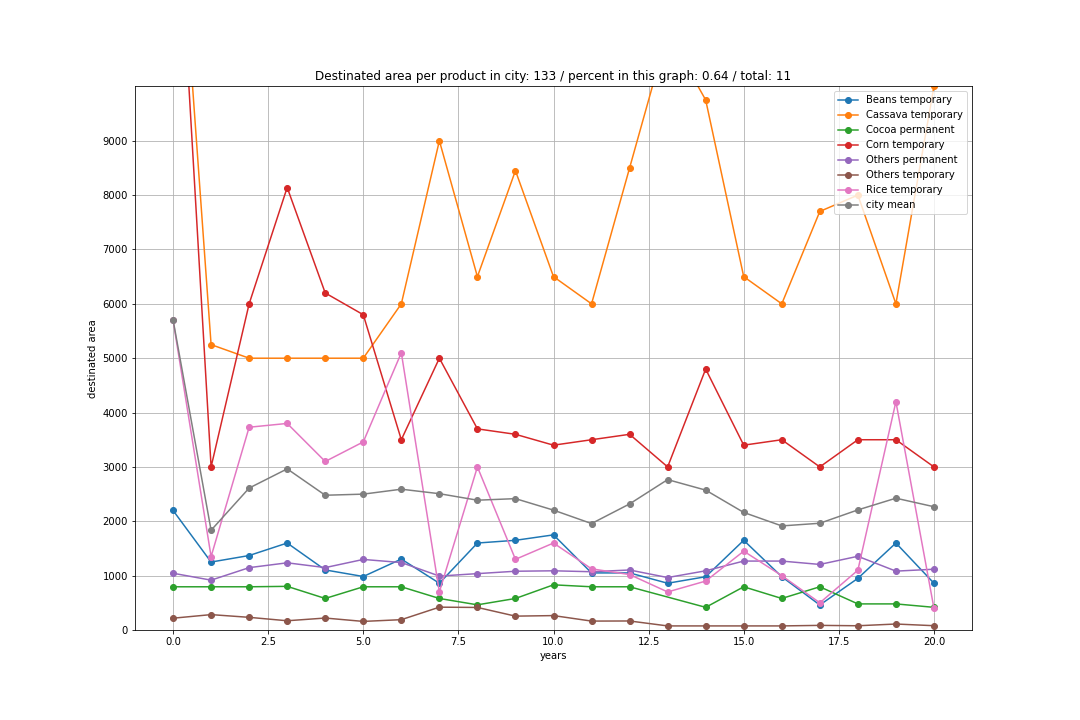 Destinated area per product in city: 133 / percent in this graph: 0.64 / total: 11
Beans temporary
Cassava temporary
Cocoa permanent
Corn temporary
Others permanent
Others temporary
Rice temporary
city mean
destinated area
9000
8000
7000
6000
5000
4000
3000
2000
1000
0
0.0 2.5 5.0 7.5 10.0 12.5 15.0 17.5 20.0
years